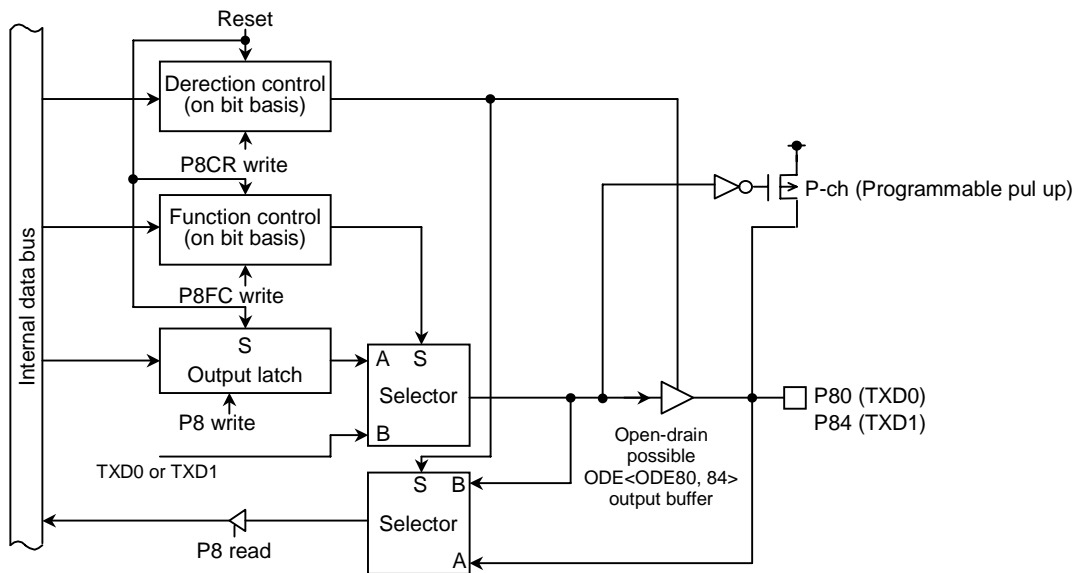 Reset
Derection control
(on bit basis)
P8CR write
P-ch (Programmable pul up)
Function control
(on bit basis)
P8FC write
Internal data bus
S
Output latch
P8 write
A
S
Selector
B
TXD0 or TXD1
P80 (TXD0)
P84 (TXD1)
Open-drain
possible
ODE<ODE80, 84>
output buffer
S
B
Selector
A
P8 read